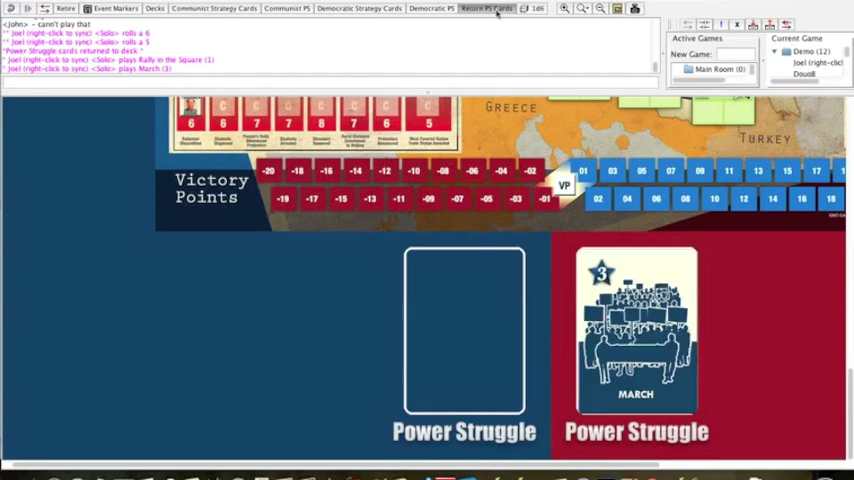 Retire Event Markers Decks Communist Strategy Cards Communist PS Democratic Strategy Cards Democratic PS Return PS Cards 1d6
<John> - cann't play that
** Joel (right-click to sync) <Solo> rolls a 6
** Joel (right-click to sync) <Solo> rolls a 5
*Power Struggle cards returned to deck *
* Joel (right-click to sync) <Solo> plays Rally in the Square (1)
* Joel (right-click to sync) <Solo> plays March (3)
Active Games
New Game:
Main Room (0)
Current Game
Demo (12)
Joel (right-clic
DougB
GREECE
TURKEY
C C C C C C
6 6 7 7 8 7 6 5
Victory
Points
-20 -18 -16 -14 -12 -10 -08 -06 -04 -02
-19 -17 -15 -13 -11 -09 -07 -05 -03 -01
VP
01 03 05 07 09 11 13 15 17
02 04 06 08 10 12 14 16 18
3
MARCH
Power Struggle
Power Struggle